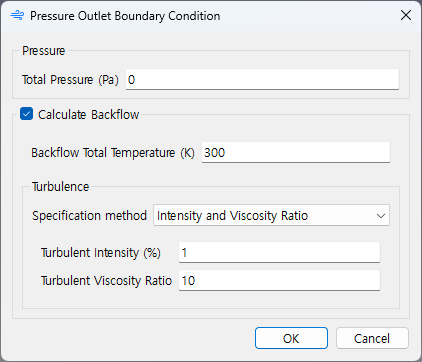 Pressure Outlet Boundary Condition
Pressure
Total Pressure (Pa) 0
Calculate Backflow
Backflow Total Temperature (K) 300
Turbulence
Specification method Intensity and Viscosity Ratio
Turbulent Intensity (%) 1
Turbulent Viscosity Ratio 10
OK Cancel